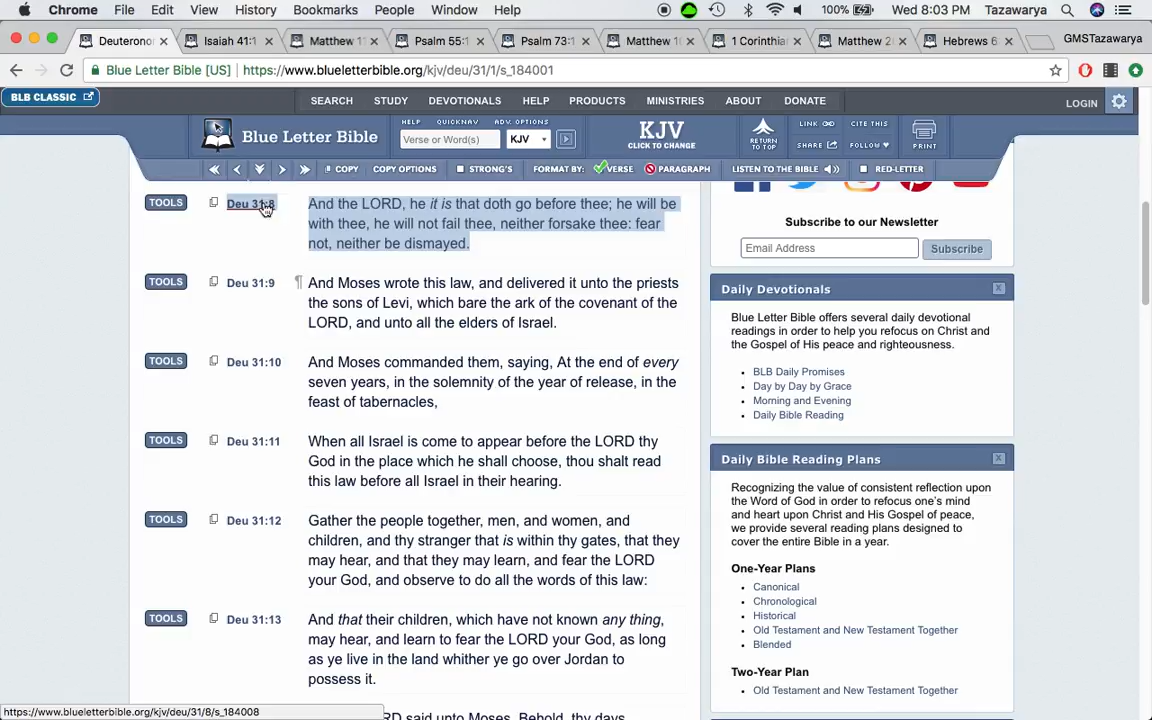 Chrome File Edit View History Bookmarks People Window Help 100% Wed 8:03 PM Tazawarya
Deuterono Isaiah 41:1 Matthew 1 Psalm 55:1 Psalm 73:1 Matthew 1 1 Corinthia Matthew 2 Hebrews 6 GMSTazawarya
Blue Letter Bible [US] https://www.blueletterbible.org/kjv/deu/31/1/s_184001
BLB CLASSIC SEARCH STUDY DEVOTIONALS HELP PRODUCTS MINISTRIES ABOUT DONATE LOGIN
HELP QUICKNAV ADV. OPTIONS
Blue Letter Bible Verse or Word(s) KJV
KJV
CLICK TO CHANGE
RETURN
TO TOP
LINK CITE THIS
SHARE FOLLOW PRINT
COPY COPY OPTIONS STRONG'S FORMAT BY: VERSE PARAGRAPH LISTEN TO THE BIBLE RED-LETTER
TOOLS Deu 31:8 And the LORD, he it is that doth go before thee; he will be
with thee, he will not fail thee, neither forsake thee: fear
not, neither be dismayed.
TOOLS Deu 31:9 ¶ And Moses wrote this law, and delivered it unto the priests
the sons of Levi, which bare the ark of the covenant of the
LORD, and unto all the elders of Israel.
TOOLS Deu 31:10 And Moses commanded them, saying, At the end of every
seven years, in the solemnity of the year of release, in the
feast of tabernacles,
TOOLS Deu 31:11 When all Israel is come to appear before the LORD thy
God in the place which he shall choose, thou shalt read
this law before all Israel in their hearing.
TOOLS Deu 31:12 Gather the people together, men, and women, and
children, and thy stranger that is within thy gates, that they
may hear, and that they may learn, and fear the LORD
your God, and observe to do all the words of this law:
TOOLS Deu 31:13 And that their children, which have not known any thing,
may hear, and learn to fear the LORD your God, as long
as ye live in the land whither ye go over Jordan to
possess it.
RD said unto Moses, Behold, thy days
Subscribe to our Newsletter
Email Address Subscribe
Daily Devotionals X
Blue Letter Bible offers several daily devotional
readings in order to help you refocus on Christ and
the Gospel of His peace and righteousness.
• BLB Daily Promises
• Day by Day by Grace
• Morning and Evening
• Daily Bible Reading
Daily Bible Reading Plans X
Recognizing the value of consistent reflection upon
the Word of God in order to refocus one's mind
and heart upon Christ and His Gospel of peace,
we provide several reading plans designed to
cover the entire Bible in a year.
One-Year Plans
• Canonical
• Chronological
• Historical
• Old Testament and New Testament Together
• Blended
Two-Year Plan
• Old Testament and New Testament Together
https://www.blueletterbible.org/kjv/deu/31/8/s_184008